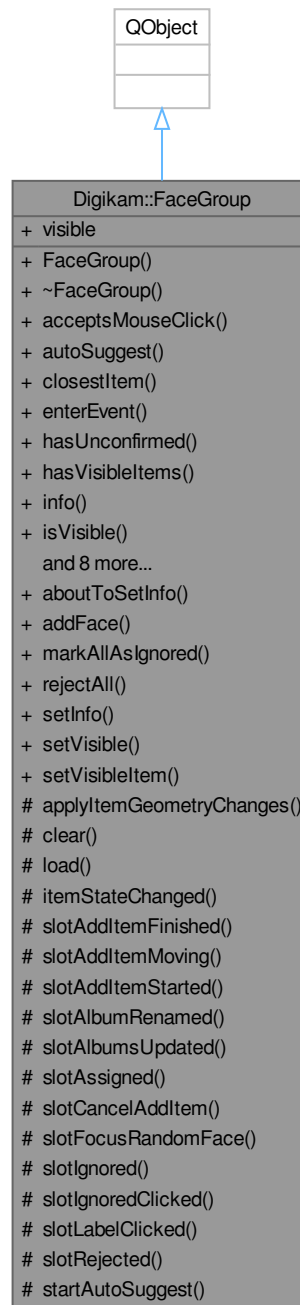 QObject
Digikam::FaceGroup
+ visible
+ FaceGroup()
+ ~FaceGroup()
+ acceptsMouseClick()
+ autoSuggest()
+ closestItem()
+ enterEvent()
+ hasUnconfirmed()
+ hasVisibleItems()
+ info()
+ isVisible()
and 8 more...
+ aboutToSetInfo()
+ addFace()
+ markAllAsIgnored()
+ rejectAll()
+ setInfo()
+ setVisible()
+ setVisibleItem()
# applyItemGeometryChanges()
# clear()
# load()
# itemStateChanged()
# slotAddItemFinished()
# slotAddItemMoving()
# slotAddItemStarted()
# slotAlbumRenamed()
# slotAlbumsUpdated()
# slotAssigned()
# slotCancelAddItem()
# slotFocusRandomFace()
# slotIgnored()
# slotIgnoredClicked()
# slotLabelClicked()
# slotRejected()
# startAutoSuggest()